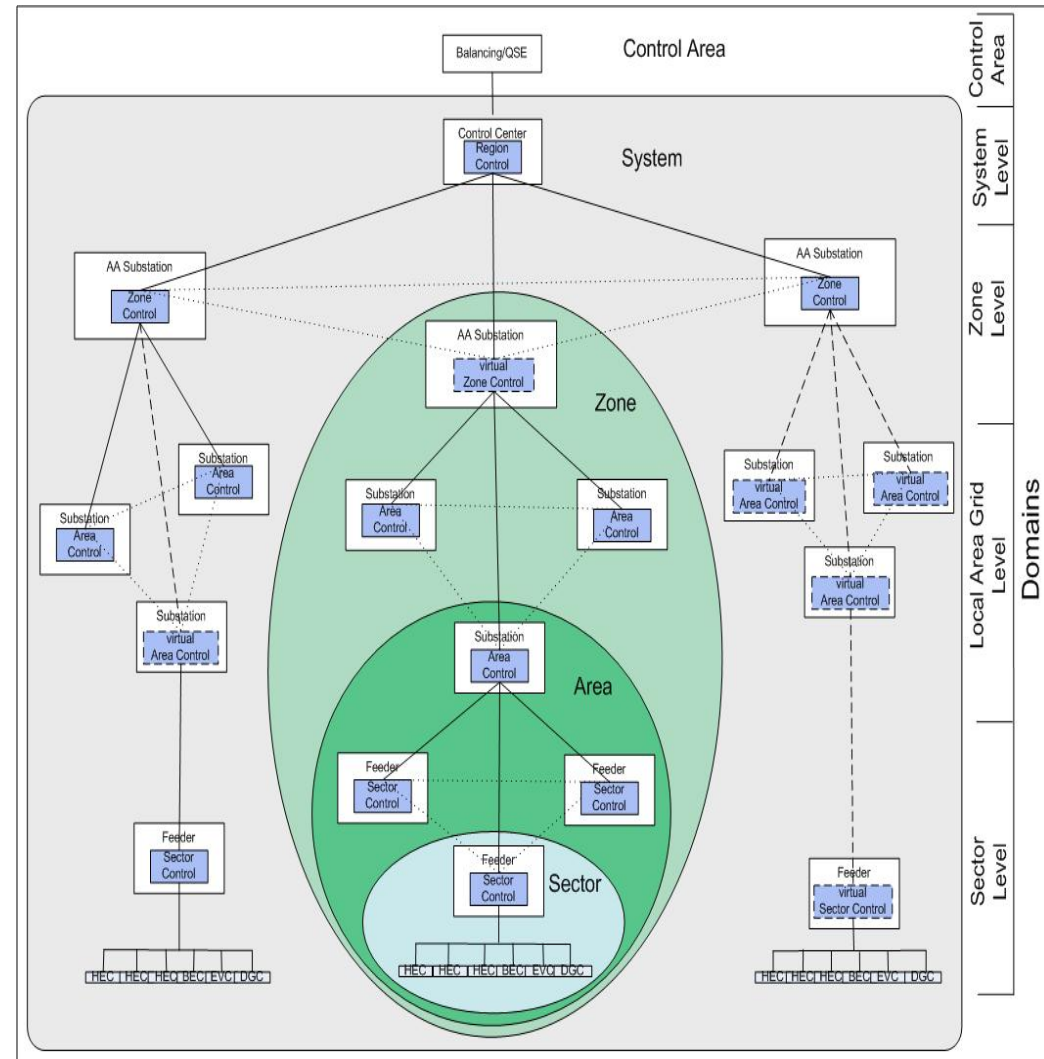 Balancing/QSE
Control Area
Control
Area
Control Center
Region
Control
System
System
Level
AA Substation
Zone
Control
AA Substation
Zone
Control
Zone
Level
AA Substation
virtual
Zone Control
Zone
Substation
Area
Control
Substation
Area
Control
Substation
Area
Control
Substation
Area
Control
Substation
virtual
Area Control
Substation
virtual
Area Control
Substation
virtual
Area Control
Local Area Grid
Level
Domains
Substation
virtual
Area Control
Substation
Area
Control
Area
Feeder
Sector
Control
Feeder
Sector
Control
Feeder
Sector
Control
Feeder
Sector
Control
Sector
Feeder
virtual
Sector Control
Sector
Level
HEC HEC HEC BEC EVC DGC
HEC HEC HEC BEC EVC DGC
HEC HEC HEC BEC EVC DGC